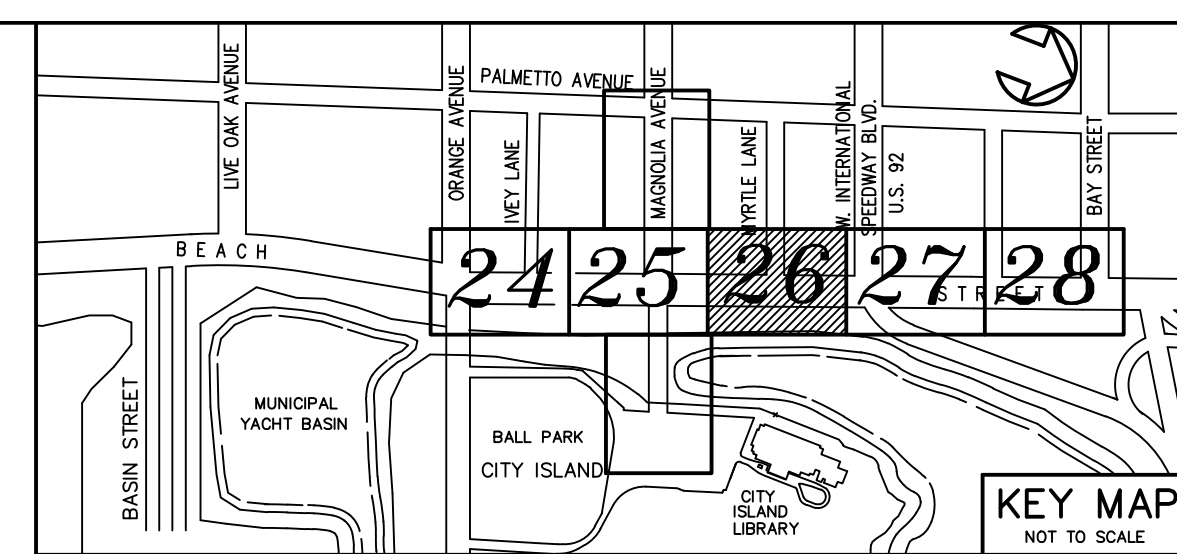 PALMETTO AVENUE
LIVE OAK AVENUE
ORANGE AVENUE
IVEY LANE
MAGNOLIA AVENUE
MYRTLE LANE
W. INTERNATIONAL
SPEEDWAY BLVD.
U.S. 92
BAY STREET
BEACH
STREET
24
25
26
27
28
BASIN STREET
MUNICIPAL
YACHT BASIN
BALL PARK
CITY ISLAND
CITY
ISLAND
LIBRARY
KEY MAP
NOT TO SCALE